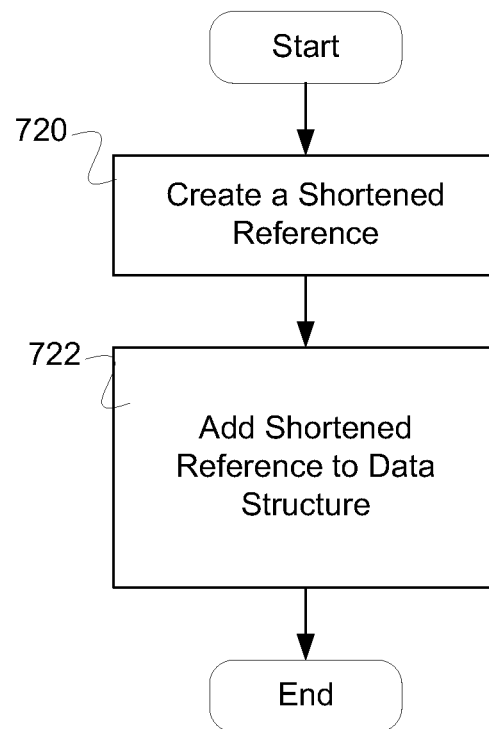 Start
720
Create a Shortened
Reference
722
Add Shortened
Reference to Data
Structure
End